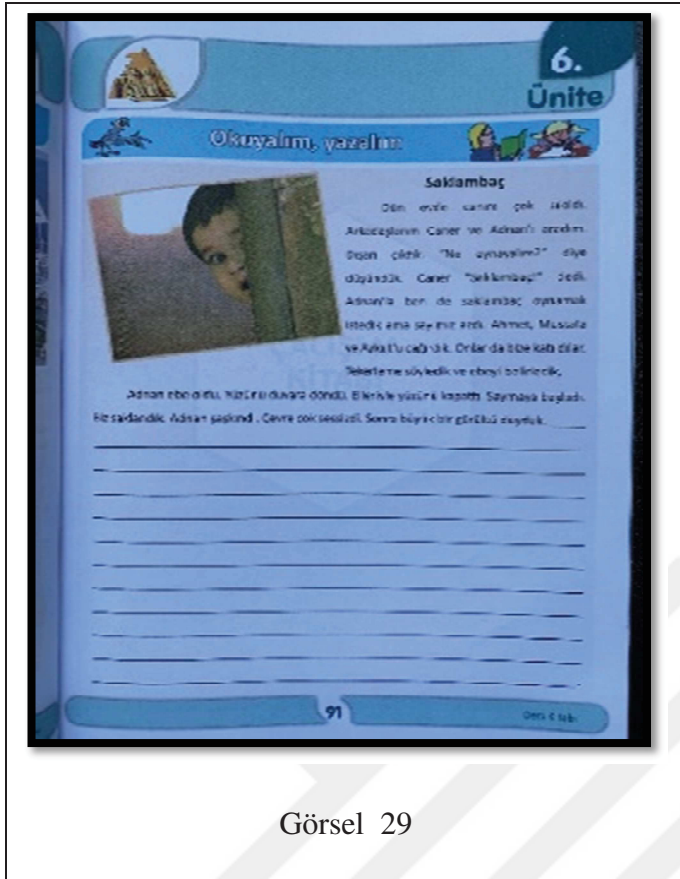 6.
Ünite
Okuyalım, yazalım
Saklambaç
Dün evde canım çok sıkıldı.
Arkadaşlarım Caner ve Adnan'ı aradım.
Dışarı çıktık. "Ne oynayalım?" diye
düşündük. Caner "Saklambaç!" dedi.
Adnan'la ben de saklambaç oynamak
istedik ama sayımız azdı. Ahmet, Mustafa
ve çağırdık. Onlar da bize katıldılar.
Tekerleme söyledik ve ebeyi belirledik.
Adnan ebe oldu. Yüzünü duvara döndü. Elleriyle yüzünü kapattı. Saymaya başladı.
Biz saklandık. Adnan şaşkındı. Çevre çok sessizdi. Sonra büyük bir gürültü duyduk.
91
Ders Kitabı
Görsel 29